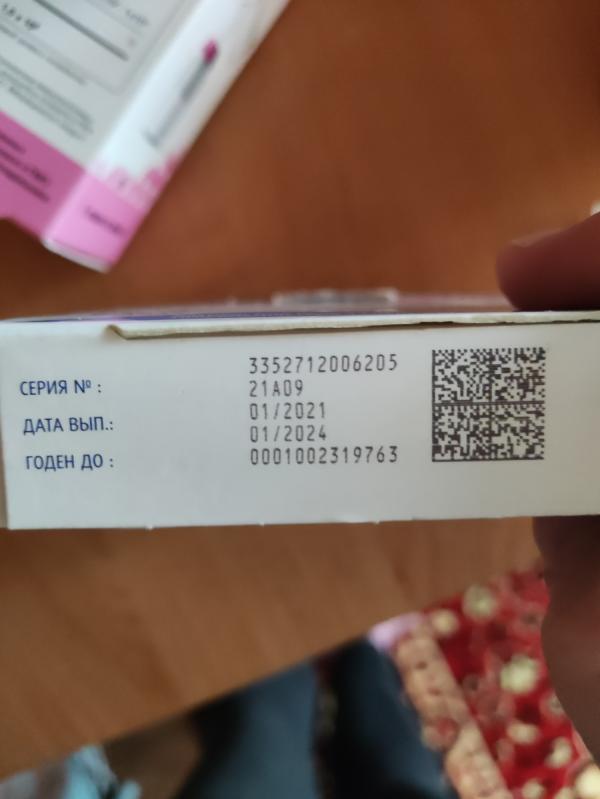 3352712006205
СЕРИЯ № : 21A09
ДАТА ВЫП.: 01/2021
01/2024
ГОДЕН ДО : 0001002319763